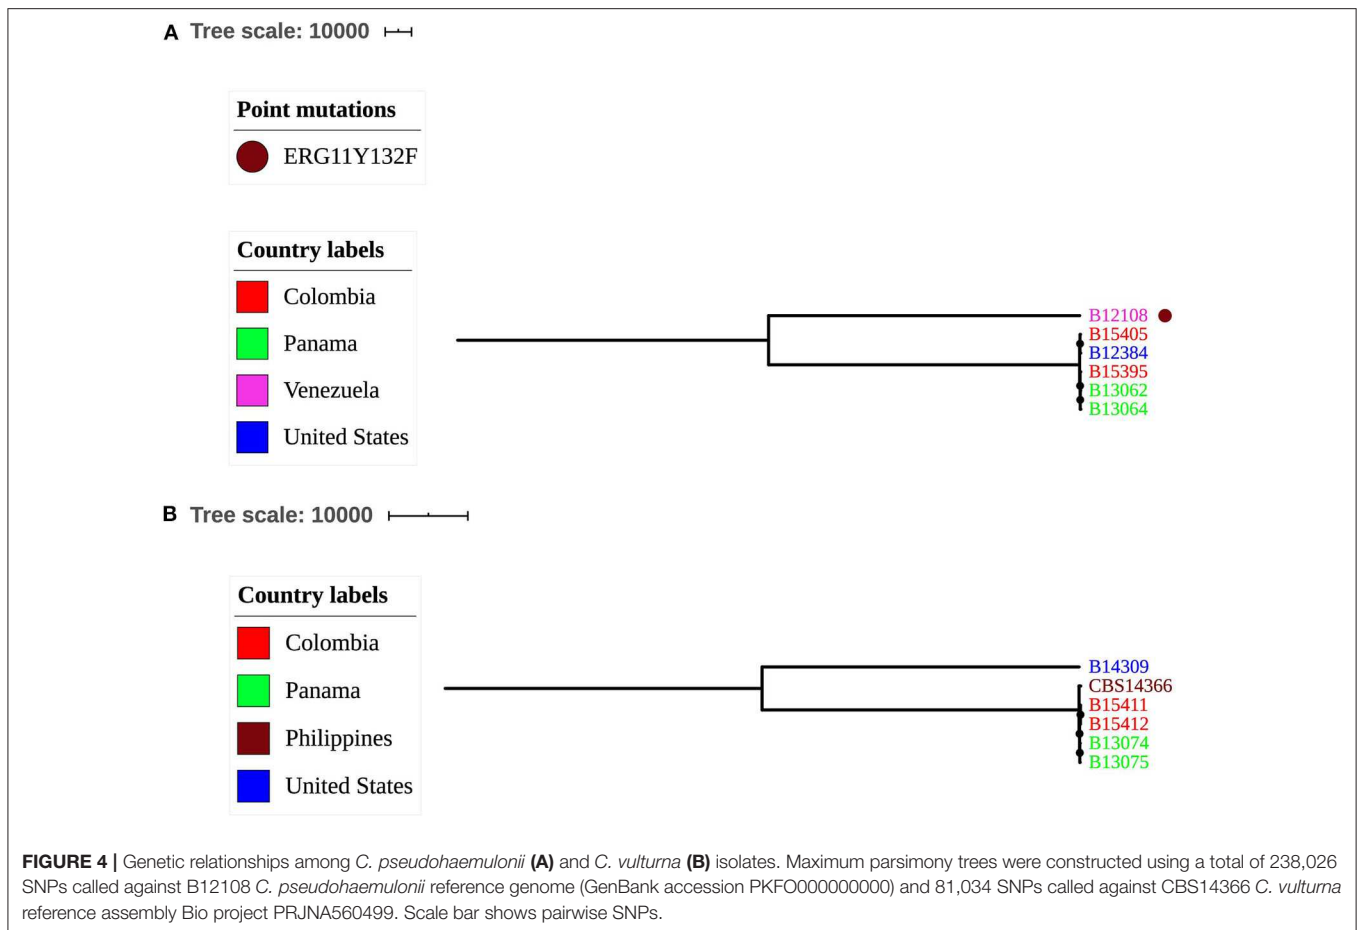 A Tree scale: 10000
Point mutations
ERG11Y132F
Country labels
Colombia
Panama
Venezuela
United States
B12108
B15405
B12384
B15395
B13062
B13064
B Tree scale: 10000
Country labels
Colombia
Panama
Philippines
United States
B14309
CBS14366
B15411
B15412
B13074
B13075
FIGURE 4 | Genetic relationships among C. pseudohaemulonii (A) and C. vulturna (B) isolates. Maximum parsimony trees were constructed using a total of 238,026
SNPs called against B12108 C. pseudohaemulonii reference genome (GenBank accession PKFO000000000) and 81,034 SNPs called against CBS14366 C. vulturna
reference assembly Bio project PRJNA560499. Scale bar shows pairwise SNPs.